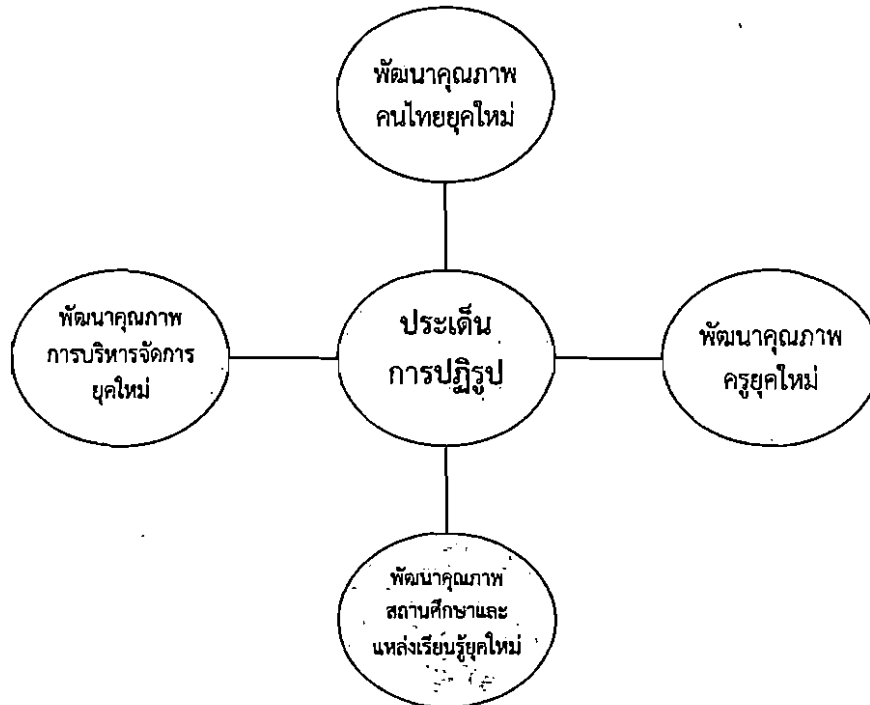 พัฒนาคุณภาพ
คนไทยยุคใหม่
พัฒนาคุณภาพ
การบริหารจัดการ
ยุคใหม่
ประเด็น
การปฏิรูป
พัฒนาคุณภาพ
ครูยุคใหม่
พัฒนาคุณภาพ
สถานศึกษาและ
แหล่งเรียนรู้ยุคใหม่